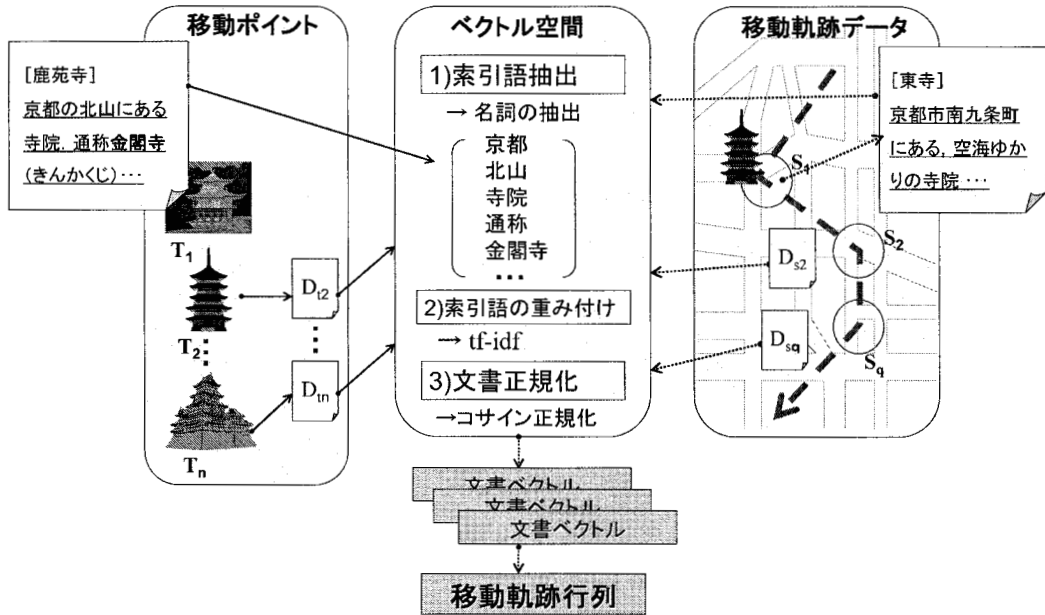 移動ポイント
[鹿苑寺]
京都の北山にある
寺院, 通称金閣寺
(きんかくじ)…
T1
T2
Tn
Dt2
Dtn
ベクトル空間
1)索引語抽出
→ 名詞の抽出
京都
北山
寺院
通称
金閣寺
…
2)索引語の重み付け
→ tf-idf
3)文書正規化
→コサイン正規化
文書ベクトル
文書ベクトル
文書ベクトル
移動軌跡行列
移動軌跡データ
[東寺]
京都市南九条町
にある, 空海ゆか
りの寺院 …
S1
S2
Sq
Ds2
Dsq